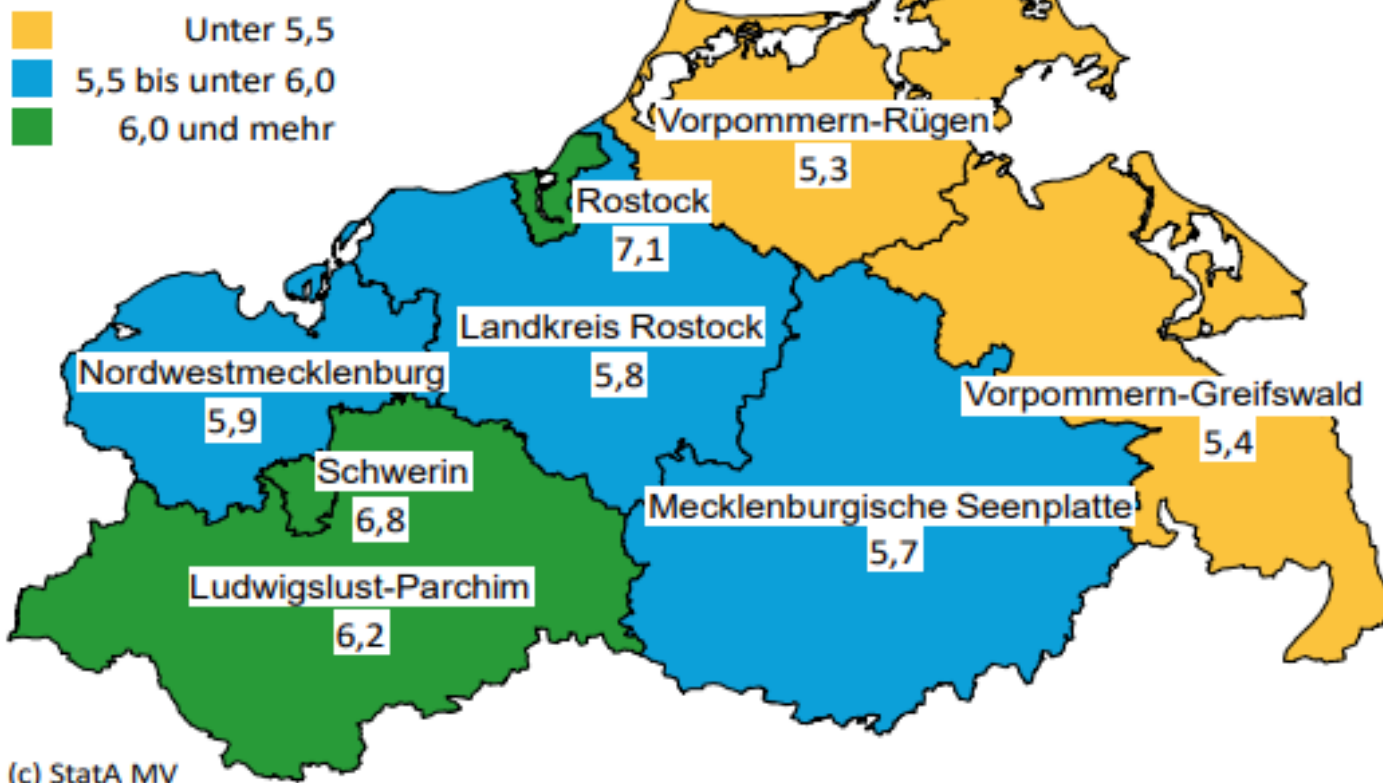 Unter 5,5
5,5 bis unter 6,0
6,0 und mehr
Vorpommern-Rügen
5,3
Rostock
7,1
Landkreis Rostock
5,8
Nordwestmecklenburg
5,9
Vorpommern-Greifswald
5,4
Schwerin
6,8
Mecklenburgische Seenplatte
5,7
Ludwigslust-Parchim
6,2
(c) StatA MV